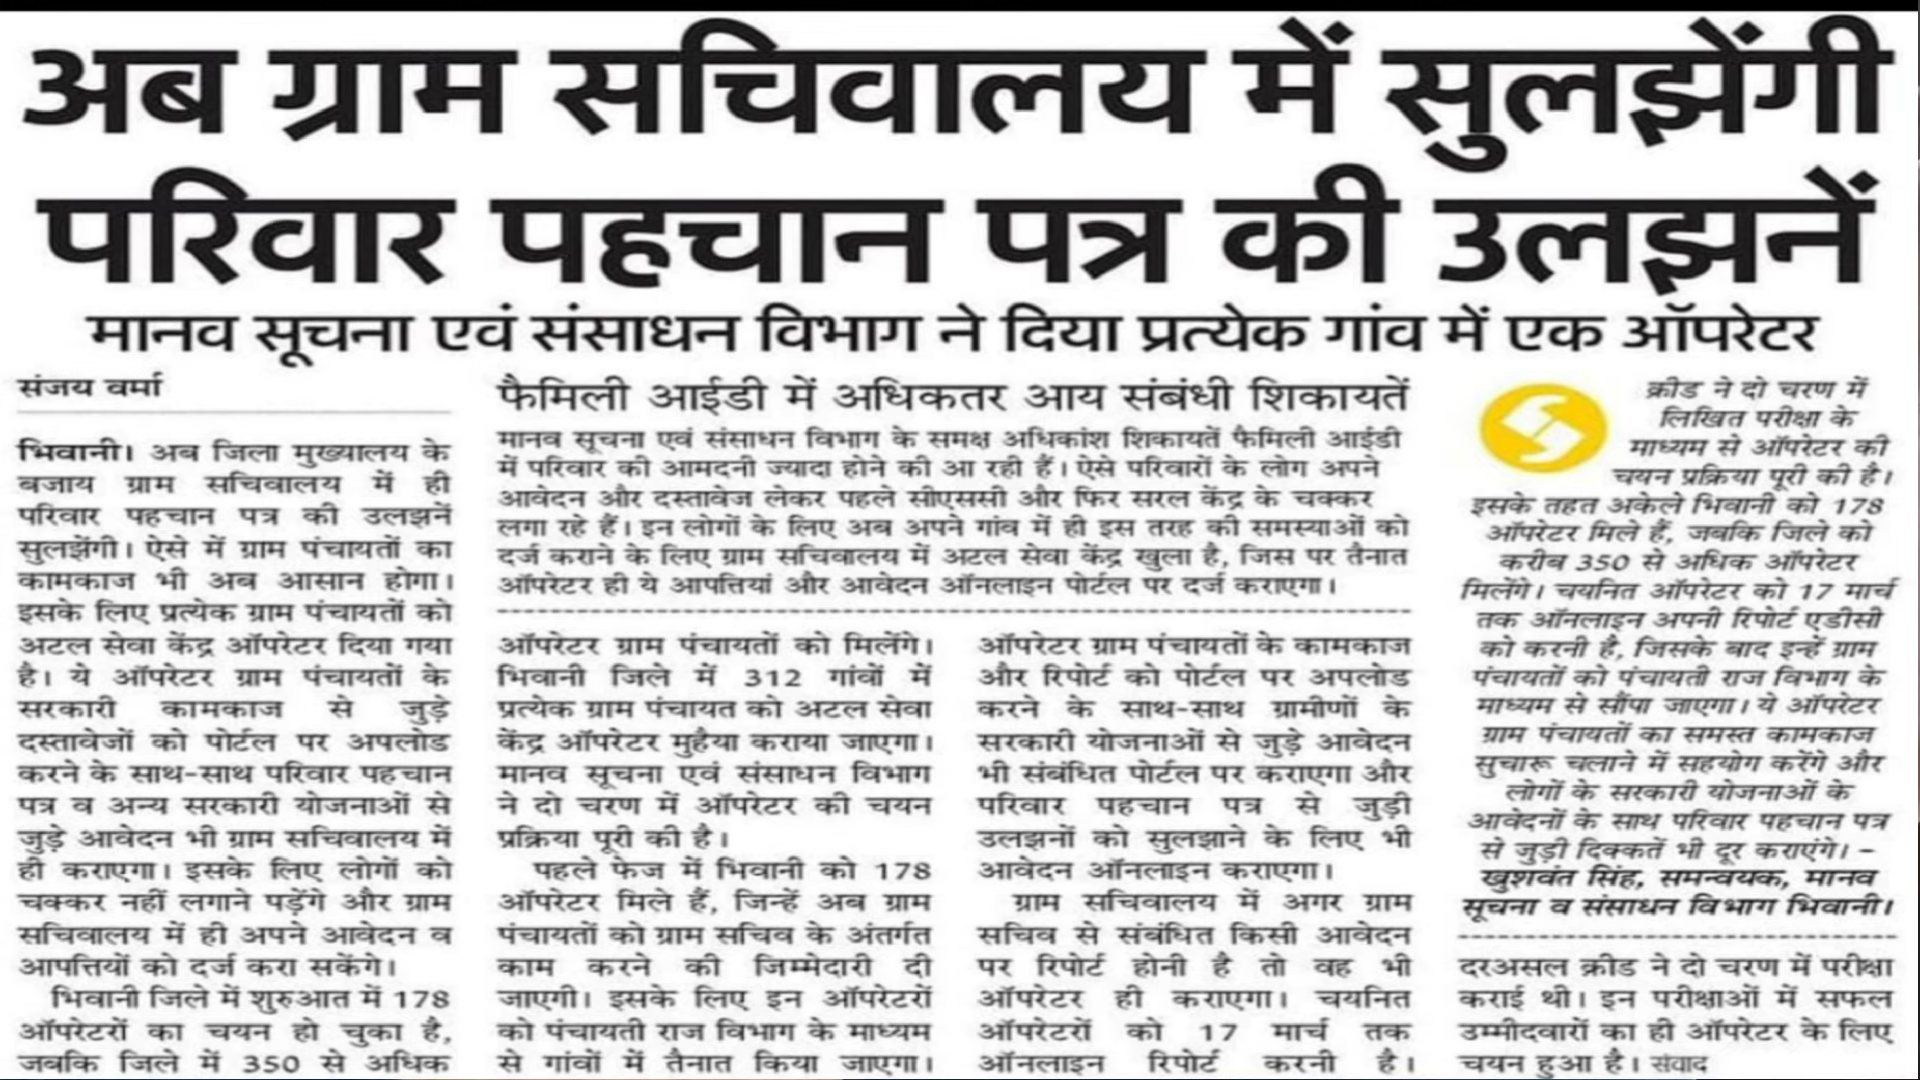 अब ग्राम सचिवालय में सुलझेंगी
परिवार पहचान पत्र की उलझनें
मानव सूचना एवं संसाधन विभाग ने दिया प्रत्येक गांव में एक ऑपरेटर
संजय वर्मा
भिवानी। अब जिला मुख्यालय के
बजाय ग्राम सचिवालय में ही
परिवार पहचान पत्र की उलझनें
सुलझेंगी। ऐसे में ग्राम पंचायतों का
कामकाज भी अब आसान होगा।
इसके लिए प्रत्येक ग्राम पंचायतों को
अटल सेवा केंद्र ऑपरेटर दिया गया
है। ये ऑपरेटर ग्राम पंचायतों के
सरकारी कामकाज से जुड़े
दस्तावेजों को पोर्टल पर अपलोड
करने के साथ-साथ परिवार पहचान
पत्र व अन्य सरकारी योजनाओं से
जुड़े आवेदन भी ग्राम सचिवालय में
ही कराएगा। इसके लिए लोगों को
चक्कर नहीं लगाने पड़ेंगे और ग्राम
सचिवालय में ही अपने आवेदन व
आपत्तियों को दर्ज करा सकेंगे।
भिवानी जिले में शुरुआत में 178
ऑपरेटरों का चयन हो चुका है,
जबकि जिले में 350 से अधिक
फैमिली आईडी में अधिकतर आय संबंधी शिकायतें
मानव सूचना एवं संसाधन विभाग के समक्ष अधिकांश शिकायतें फैमिली आईडी
में परिवार की आमदनी ज्यादा होने की आ रही हैं। ऐसे परिवारों के लोग अपने
आवेदन और दस्तावेज लेकर पहले सीएससी और फिर सरल केंद्र के चक्कर
लगा रहे हैं। इन लोगों के लिए अब अपने गांव में ही इस तरह की समस्याओं को
दर्ज कराने के लिए ग्राम सचिवालय में अटल सेवा केंद्र खुला है, जिस पर तैनात
ऑपरेटर ही ये आपत्तियां और आवेदन ऑनलाइन पोर्टल पर दर्ज कराएगा।
ऑपरेटर ग्राम पंचायतों को मिलेंगे।
भिवानी जिले में 312 गांवों में
प्रत्येक ग्राम पंचायत को अटल सेवा
केंद्र ऑपरेटर मुहैया कराया जाएगा।
मानव सूचना एवं संसाधन विभाग
ने दो चरण में ऑपरेटर की चयन
प्रक्रिया पूरी की है।
पहले फेज में भिवानी को 178
ऑपरेटर मिले हैं, जिन्हें अब ग्राम
पंचायतों को ग्राम सचिव के अंतर्गत
काम करने की जिम्मेदारी दी
जाएगी। इसके लिए इन ऑपरेटरों
को पंचायती राज विभाग के माध्यम
से गांवों में तैनात किया जाएगा।
ऑपरेटर ग्राम पंचायतों के कामकाज
और रिपोर्ट को पोर्टल पर अपलोड
करने के साथ-साथ ग्रामीणों के
सरकारी योजनाओं से जुड़े आवेदन
भी संबंधित पोर्टल पर कराएगा और
परिवार पहचान पत्र से जुड़ी
उलझनों को सुलझाने के लिए भी
आवेदन ऑनलाइन कराएगा।
ग्राम सचिवालय में अगर ग्राम
सचिव से संबंधित किसी आवेदन
पर रिपोर्ट होनी है तो वह भी
ऑपरेटर ही कराएगा। चयनित
ऑपरेटरों को 17 मार्च तक
ऑनलाइन रिपोर्ट करनी है।
क्रीड ने दो चरण में
लिखित परीक्षा के
माध्यम से ऑपरेटर की
चयन प्रक्रिया पूरी की है।
इसके तहत अकेले भिवानी को 178
ऑपरेटर मिले हैं, जबकि जिले को
करीब 350 से अधिक ऑपरेटर
मिलेंगे। चयनित ऑपरेटर को 17 मार्च
तक ऑनलाइन अपनी रिपोर्ट एडीसी
को करनी है, जिसके बाद इन्हें ग्राम
पंचायतों को पंचायती राज विभाग के
माध्यम से सौंपा जाएगा। ये ऑपरेटर
ग्राम पंचायतों का समस्त कामकाज
सुचारू चलाने में सहयोग करेंगे और
लोगों के सरकारी योजनाओं के
आवेदनों के साथ परिवार पहचान पत्र
से जुड़ी दिक्कतें भी दूर कराएंगे। –
खुशवंत सिंह, समन्वयक, मानव
सूचना व संसाधन विभाग भिवानी।
दरअसल क्रीड ने दो चरण में परीक्षा
कराई थी। इन परीक्षाओं में सफल
उम्मीदवारों का ही ऑपरेटर के लिए
चयन हुआ है। संवाद